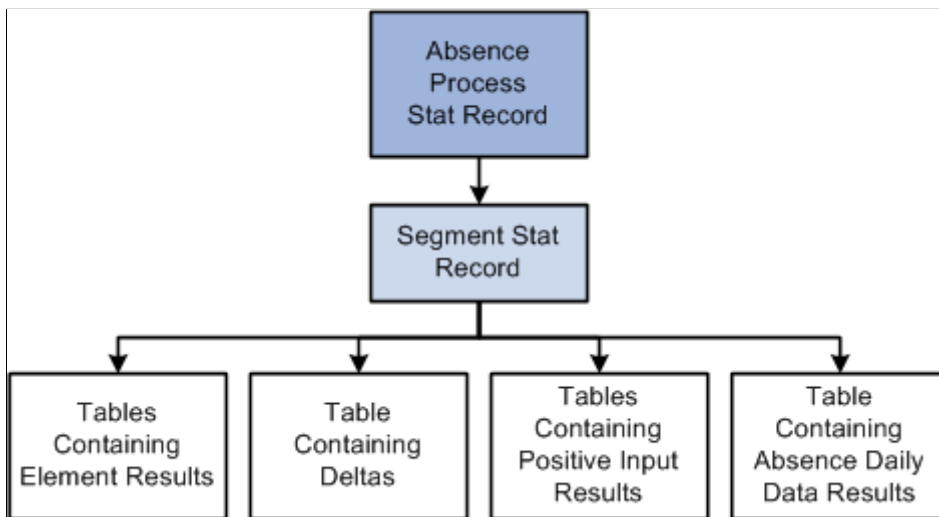 Absence
Process
Stat Record
Segment Stat
Record
Tables
Containing
Element Results
Table
Containing
Deltas
Tables
Containing
Positive Input
Results
Table
Containing
Absence Daily
Data Results